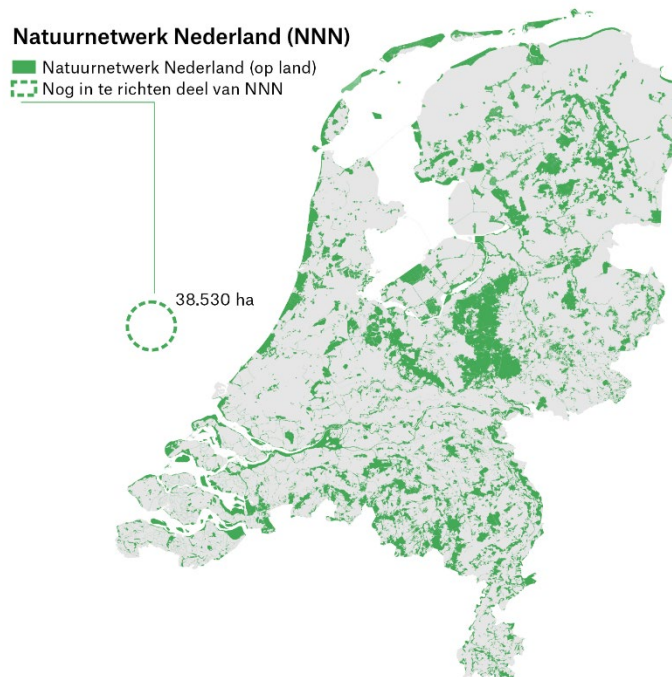 Natuurnetwerk Nederland (NNN)
Natuurnetwerk Nederland (op land)
Nog in te richten deel van NNN
38.530 ha